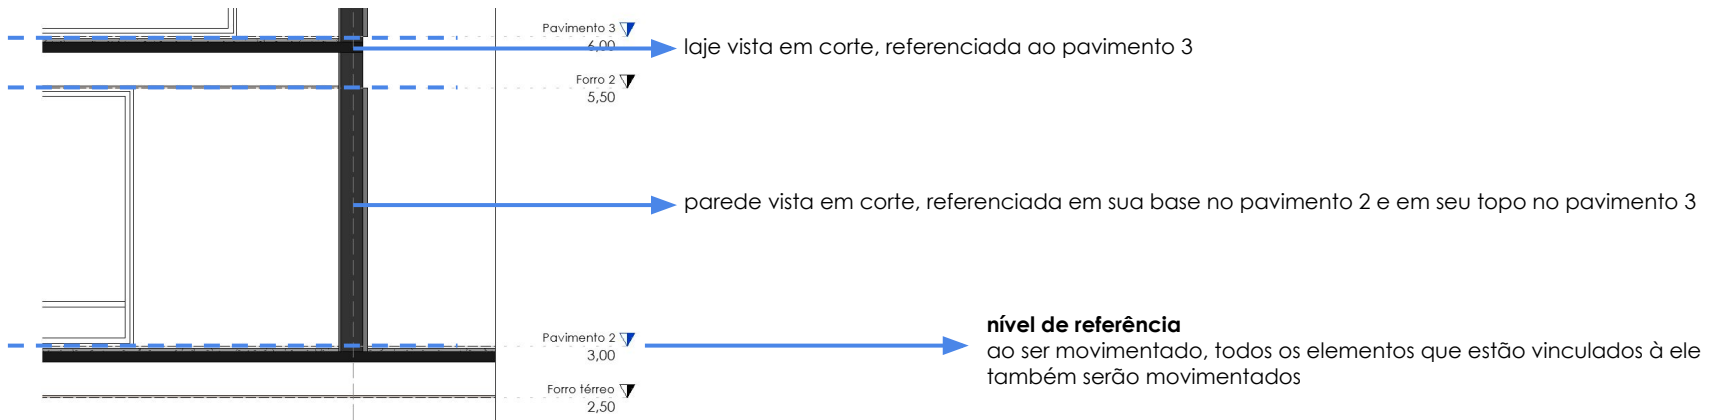 Pavimento 3
6,00
laje vista em corte, referenciada ao pavimento 3
Forro 2
5,50
parede vista em corte, referenciada em sua base no pavimento 2 e em seu topo no pavimento 3
Pavimento 2
3,00
nível de referência
ao ser movimentado, todos os elementos que estão vinculados à ele
também serão movimentados
Forro térreo
2,50